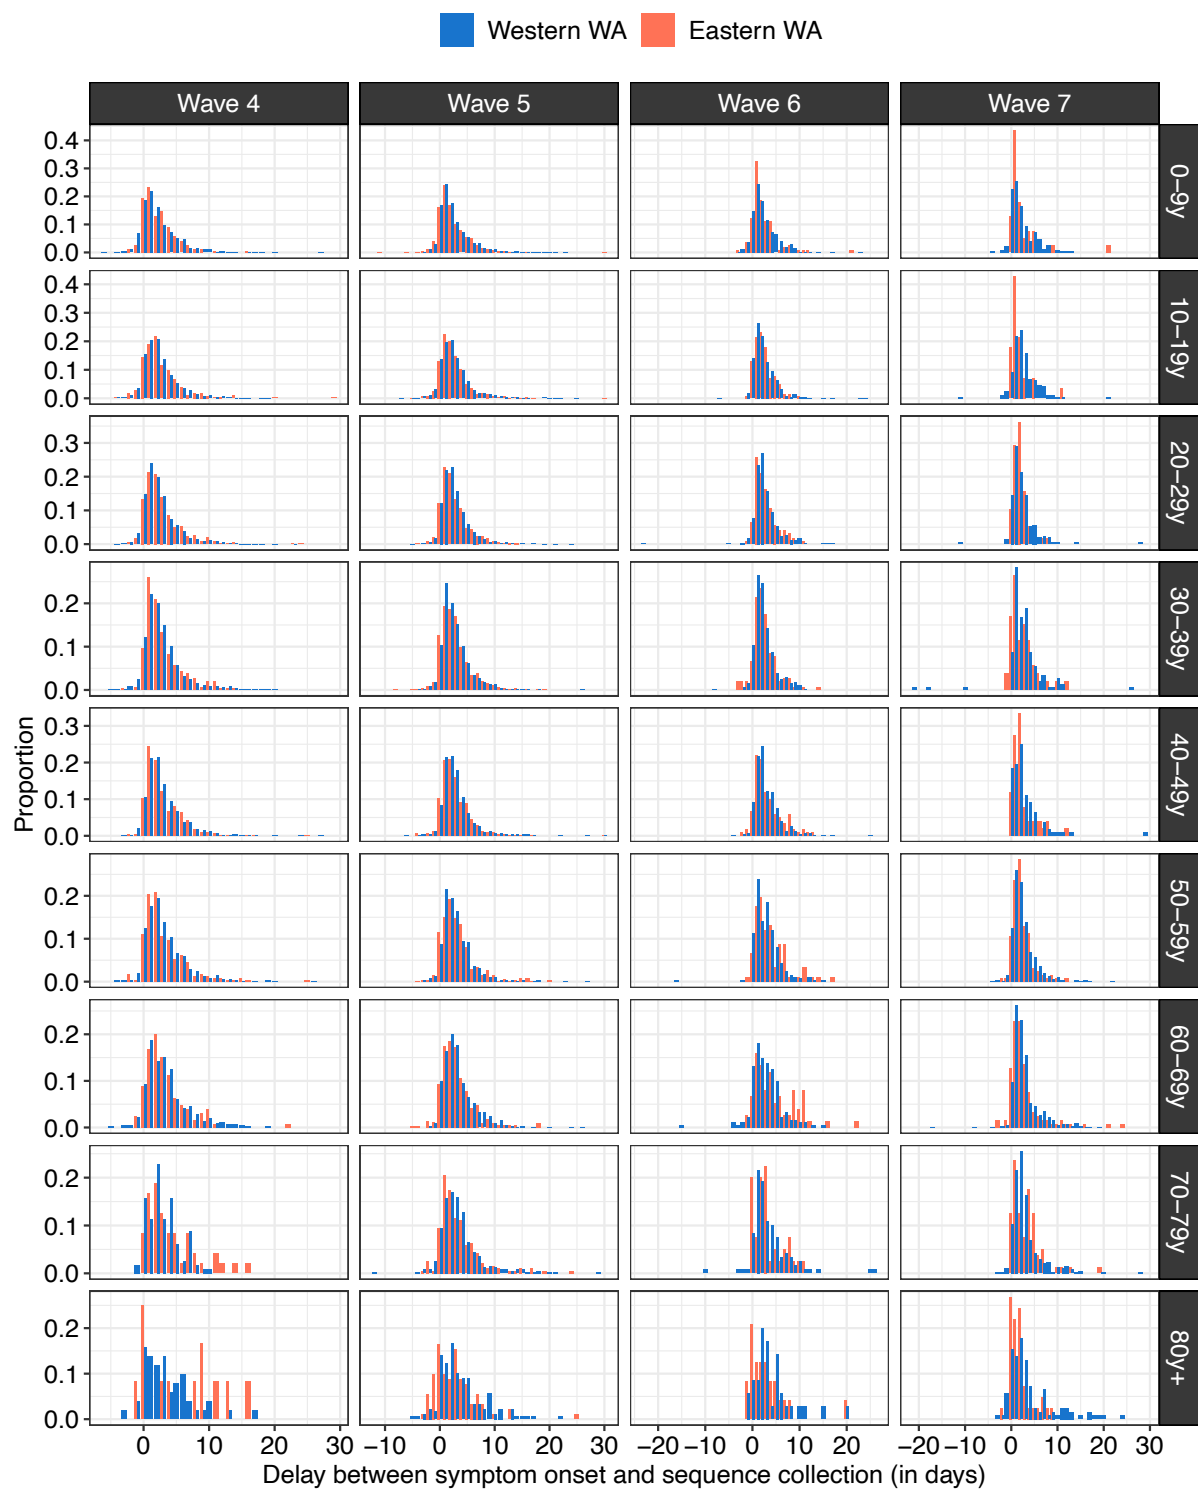 Western WA Eastern WA
Wave 4 Wave 5 Wave 6 Wave 7
0.4
0.3
0.2
0.1
0.0
0−9y
0.4
0.3
0.2
0.1
0.0
10−19y
0.3
0.2
0.1
0.0
20−29y
0.2
0.1
0.0
30−39y
Proportion
0.3
0.2
0.1
0.0
40−49y
0.2
0.1
0.0
50−59y
0.2
0.1
0.0
60−69y
0.2
0.1
0.0
70−79y
0.2
0.1
0.0
80y+
0 10 20 30 −10 0 10 20 30 −20 −10 0 10 20 −20 −10 0 10 20 30
Delay between symptom onset and sequence collection (in days)